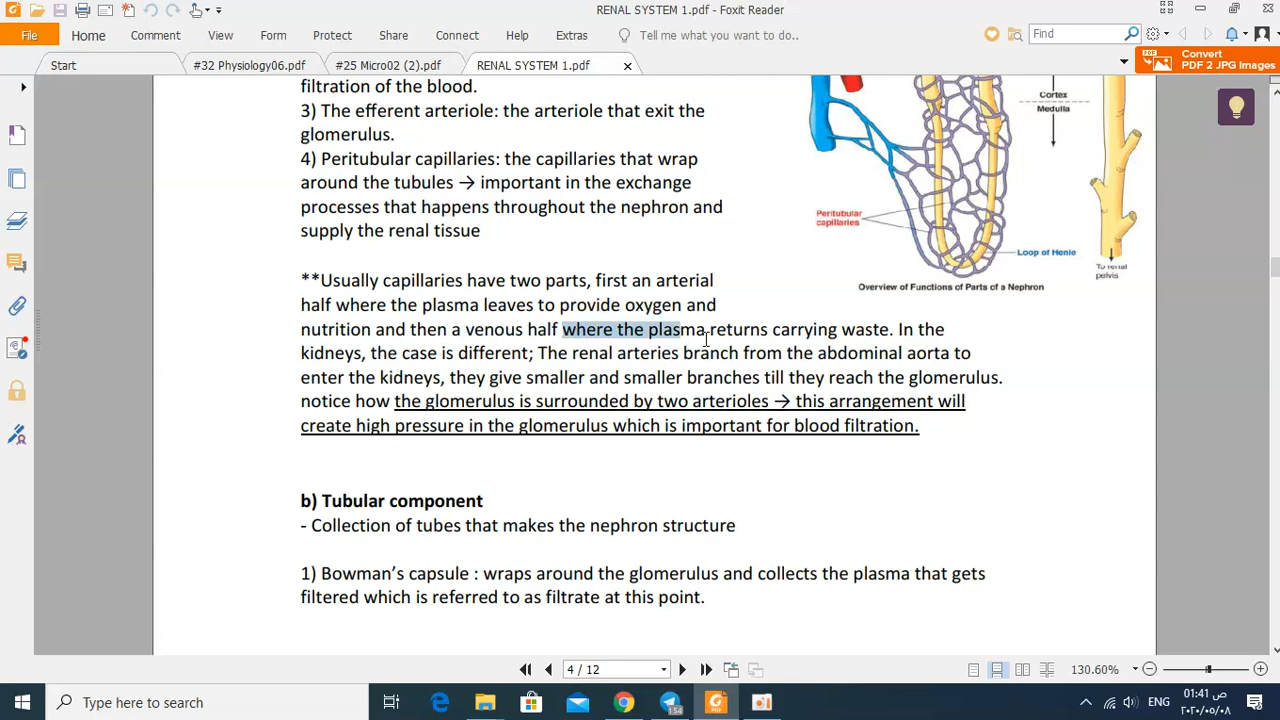 RENAL SYSTEM 1.pdf - Foxit Reader
File Home Comment View Form Protect Share Connect Help Extras Tell me what you want to do.. Find
Start #32 Physiology06.pdf #25 Micro02 (2).pdf RENAL SYSTEM 1.pdf
Convert
PDF 2 JPG Images
filtration of the blood.
3) The efferent arteriole: the arteriole that exit the
glomerulus.
4) Peritubular capillaries: the capillaries that wrap
around the tubules → important in the exchange
processes that happens throughout the nephron and
supply the renal tissue
Cortex
Medulla
Peritubular
capillaries
Loop of Henle
To renal
pelvis
Overview of Functions of Parts of a Nephron
**Usually capillaries have two parts, first an arterial
half where the plasma leaves to provide oxygen and
nutrition and then a venous half where the plasma returns carrying waste. In the
kidneys, the case is different; The renal arteries branch from the abdominal aorta to
enter the kidneys, they give smaller and smaller branches till they reach the glomerulus.
notice how the glomerulus is surrounded by two arterioles → this arrangement will
create high pressure in the glomerulus which is important for blood filtration.
b) Tubular component
- Collection of tubes that makes the nephron structure
1) Bowman’s capsule : wraps around the glomerulus and collects the plasma that gets
filtered which is referred to as filtrate at this point.
4 / 12
130.60%
Type here to search
154
PDF
ENG
01:41 ص
٢٠٢٠/٠٥/٠٨